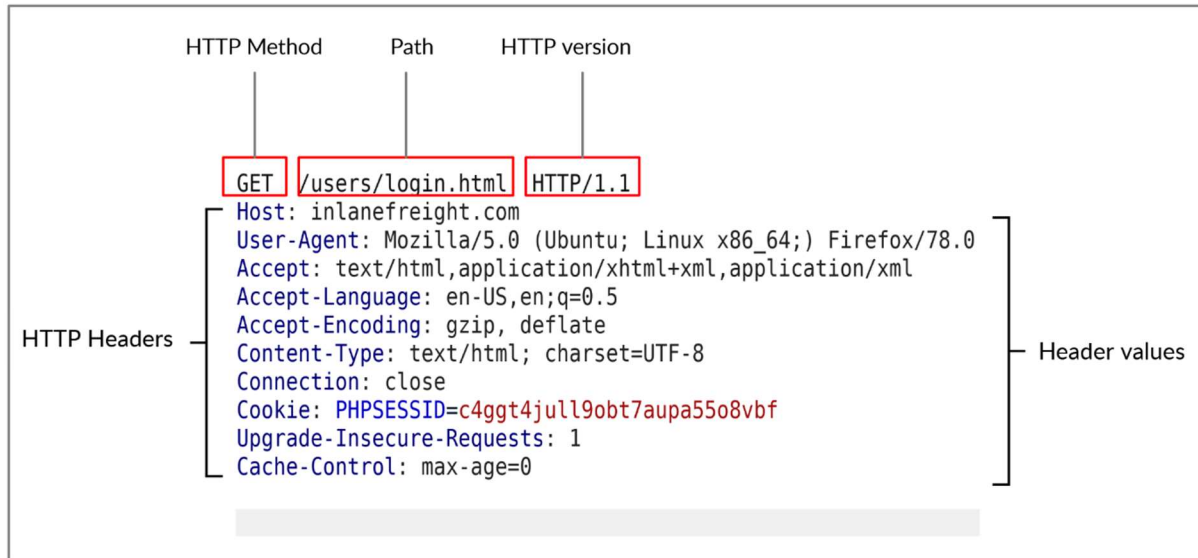 HTTP Method Path HTTP version
GET /users/login.html HTTP/1.1
Host: inlanefreight.com
User-Agent: Mozilla/5.0 (Ubuntu; Linux x86_64;) Firefox/78.0
Accept: text/html,application/xhtml+xml,application/xml
Accept-Language: en-US,en;q=0.5
Accept-Encoding: gzip, deflate
HTTP Headers
Content-Type: text/html; charset=UTF-8
Header values
Connection: close
Cookie: PHPSESSID=c4ggt4jull9obt7aupa55o8vbf
Upgrade-Insecure-Requests: 1
Cache-Control: max-age=0